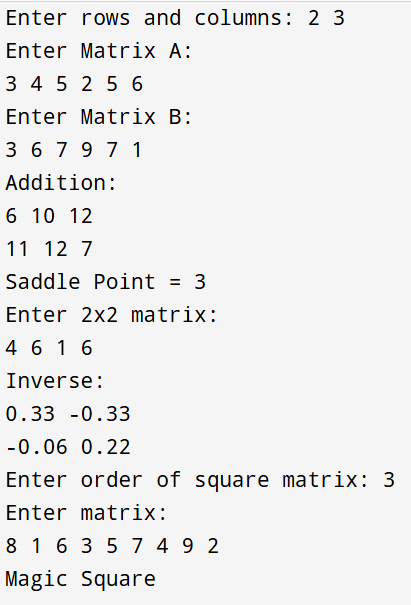 Enter rows and columns: 2 3
Enter Matrix A:
3 4 5 2 5 6
Enter Matrix B:
3 6 7 9 7 1
Addition:
6 10 12
11 12 7
Saddle Point = 3
Enter 2x2 matrix:
4 6 1 6
Inverse:
0.33 -0.33
-0.06 0.22
Enter order of square matrix: 3
Enter matrix:
8 1 6 3 5 7 4 9 2
Magic Square